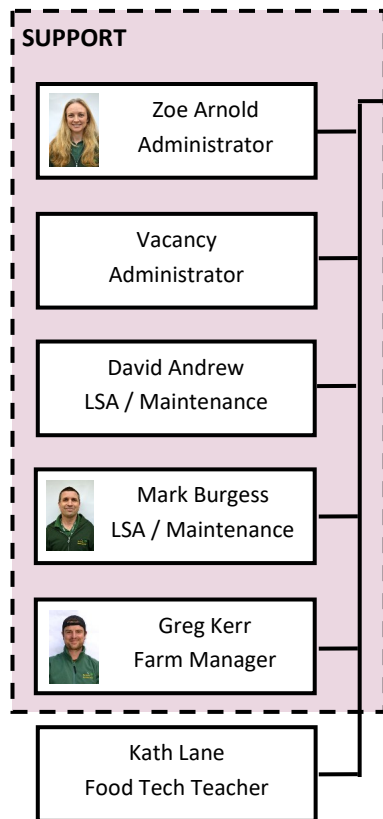 SUPPORT
Zoe Arnold
Administrator
Vacancy
Administrator
David Andrew
LSA / Maintenance
Mark Burgess
LSA / Maintenance
Greg Kerr
Farm Manager
Kath Lane
Food Tech Teacher